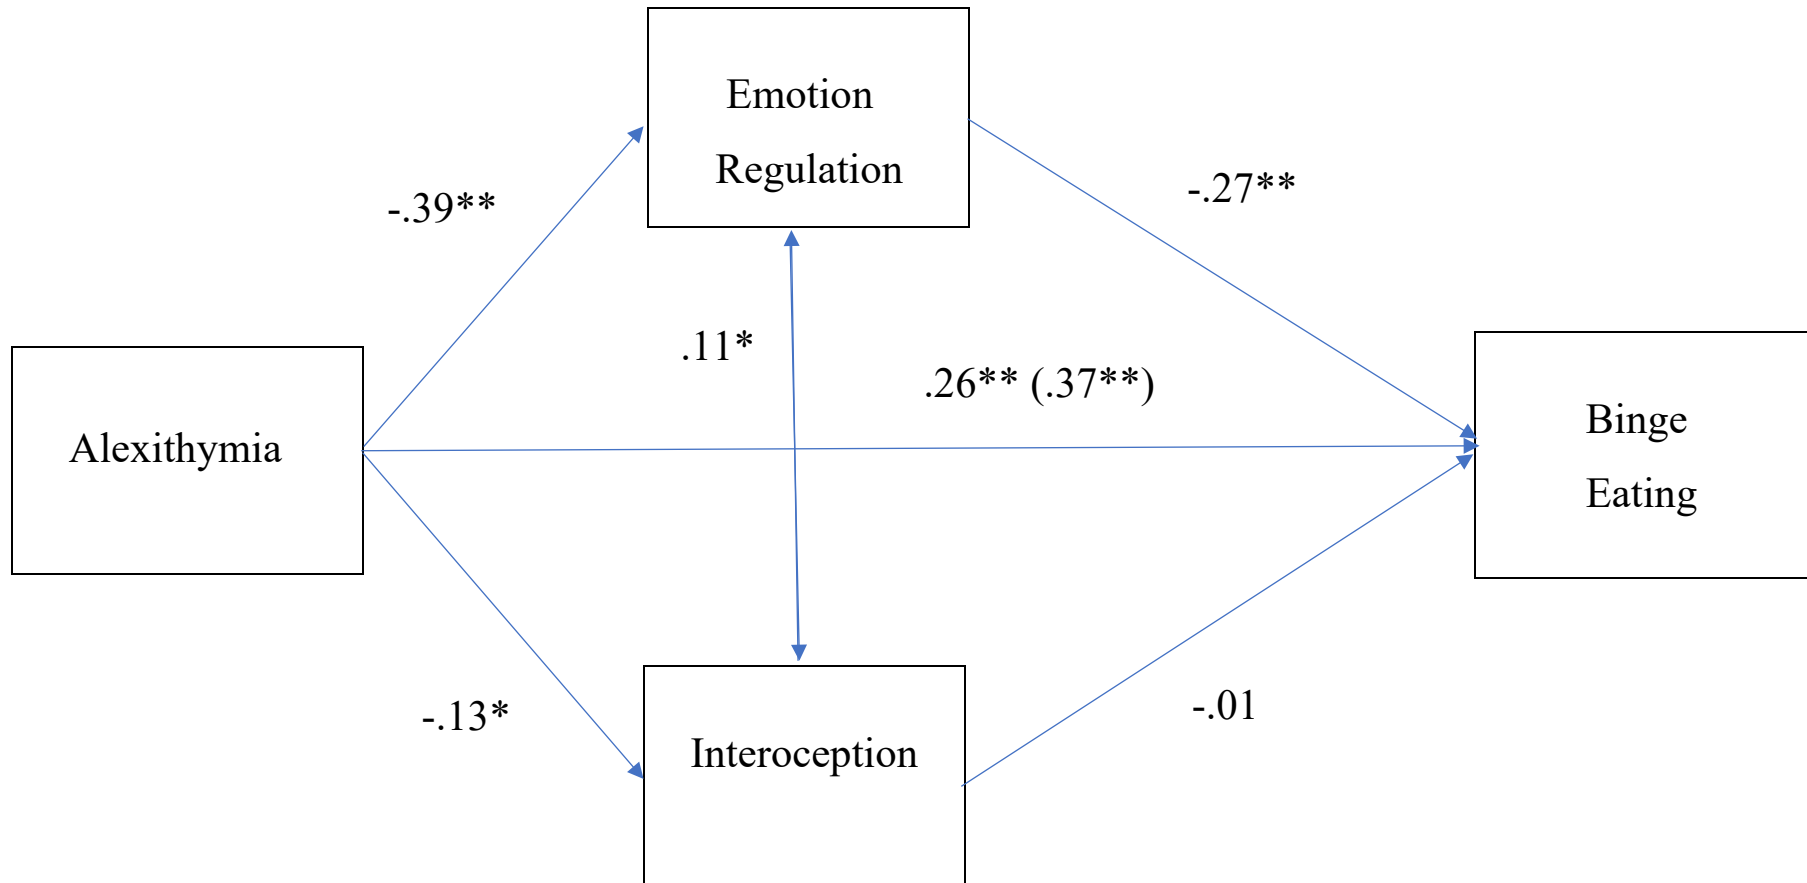 Emotion
Regulation
-.39**
-.27**
.11*
.26** (.37**)
Alexithymia
Binge
Eating
-.13*
-.01
Interoception